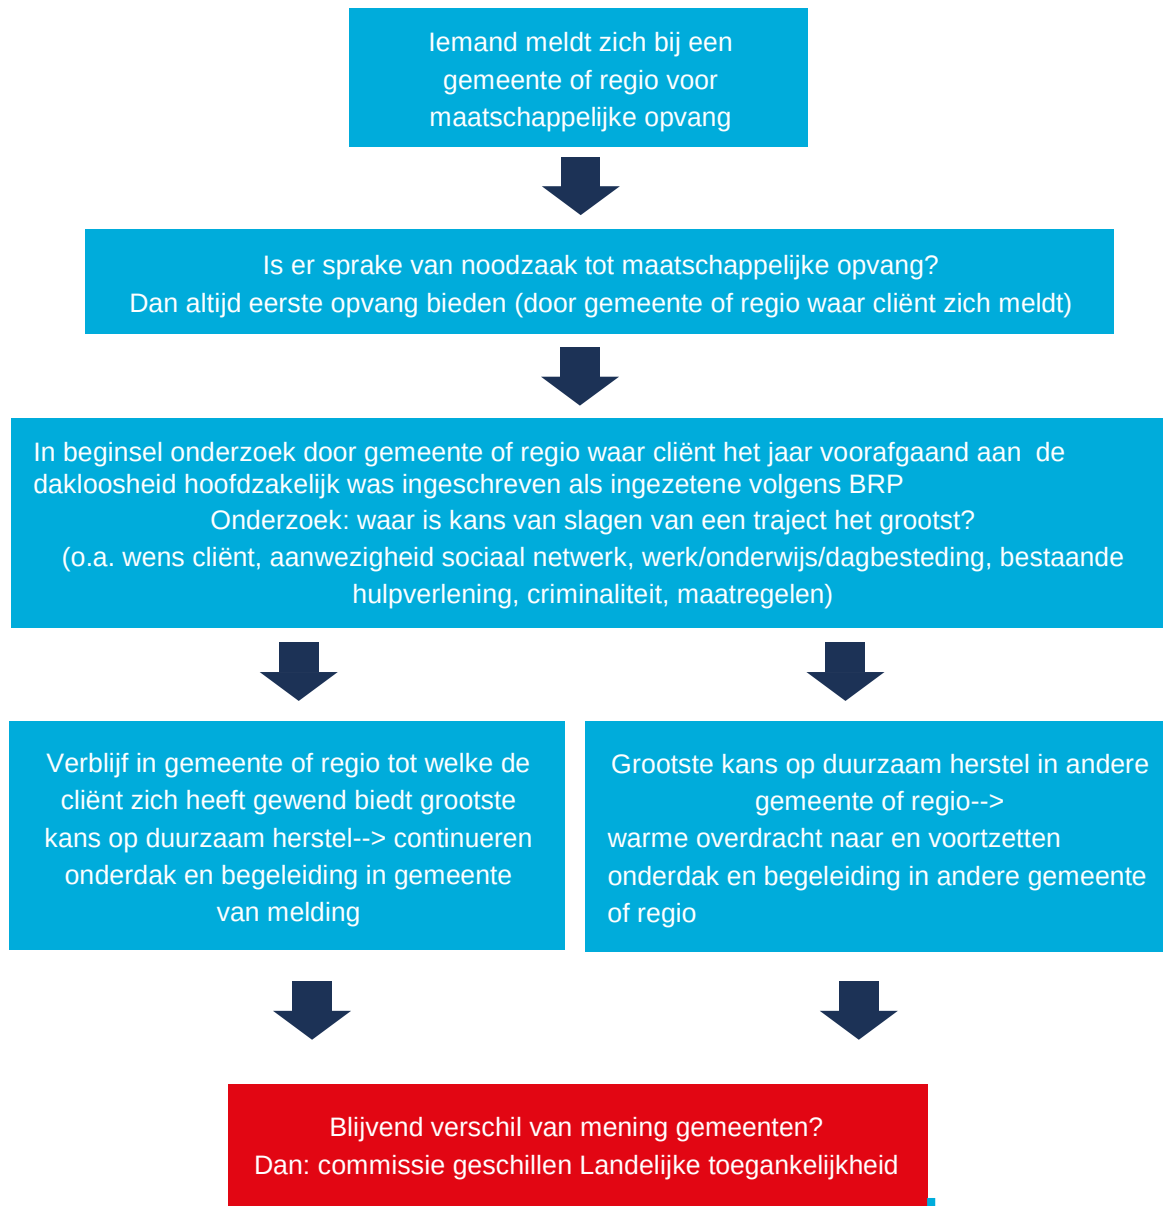 Iemand meldt zich bij een
gemeente of regio voor
maatschappelijke opvang
Is er sprake van noodzaak tot maatschappelijke opvang?
Dan altijd eerste opvang bieden (door gemeente of regio waar cliënt zich meldt)
In beginsel onderzoek door gemeente of regio waar cliënt het jaar voorafgaand aan  de
dakloosheid hoofdzakelijk was ingeschreven als ingezetene volgens BRP
Onderzoek: waar is kans van slagen van een traject het grootst?
(o.a. wens cliënt, aanwezigheid sociaal netwerk, werk/onderwijs/dagbesteding, bestaande
hulpverlening, criminaliteit, maatregelen)
Verblijf in gemeente of regio tot welke de
cliënt zich heeft gewend biedt grootste
kans op duurzaam herstel--> continueren
onderdak en begeleiding in gemeente
van melding
Grootste kans op duurzaam herstel in andere
gemeente of regio-->
warme overdracht naar en voortzetten
onderdak en begeleiding in andere gemeente
of regio
Blijvend verschil van mening gemeenten?
Dan: commissie geschillen Landelijke toegankelijkheid